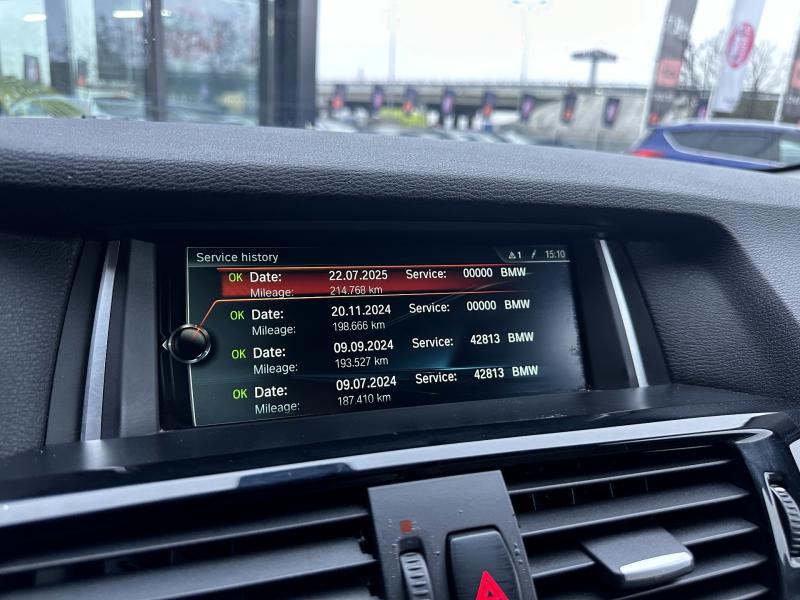 Service history
1
15:10
OK Date: 22.07.2025 Service: 00000 BMW
Mileage: 214.768 km
OK Date: 20.11.2024 Service: 00000 BMW
Mileage: 198.666 km
OK Date: 09.09.2024 Service: 42813 BMW
Mileage: 193.527 km
OK Date: 09.07.2024 Service: 42813 BMW
Mileage: 187.410 km